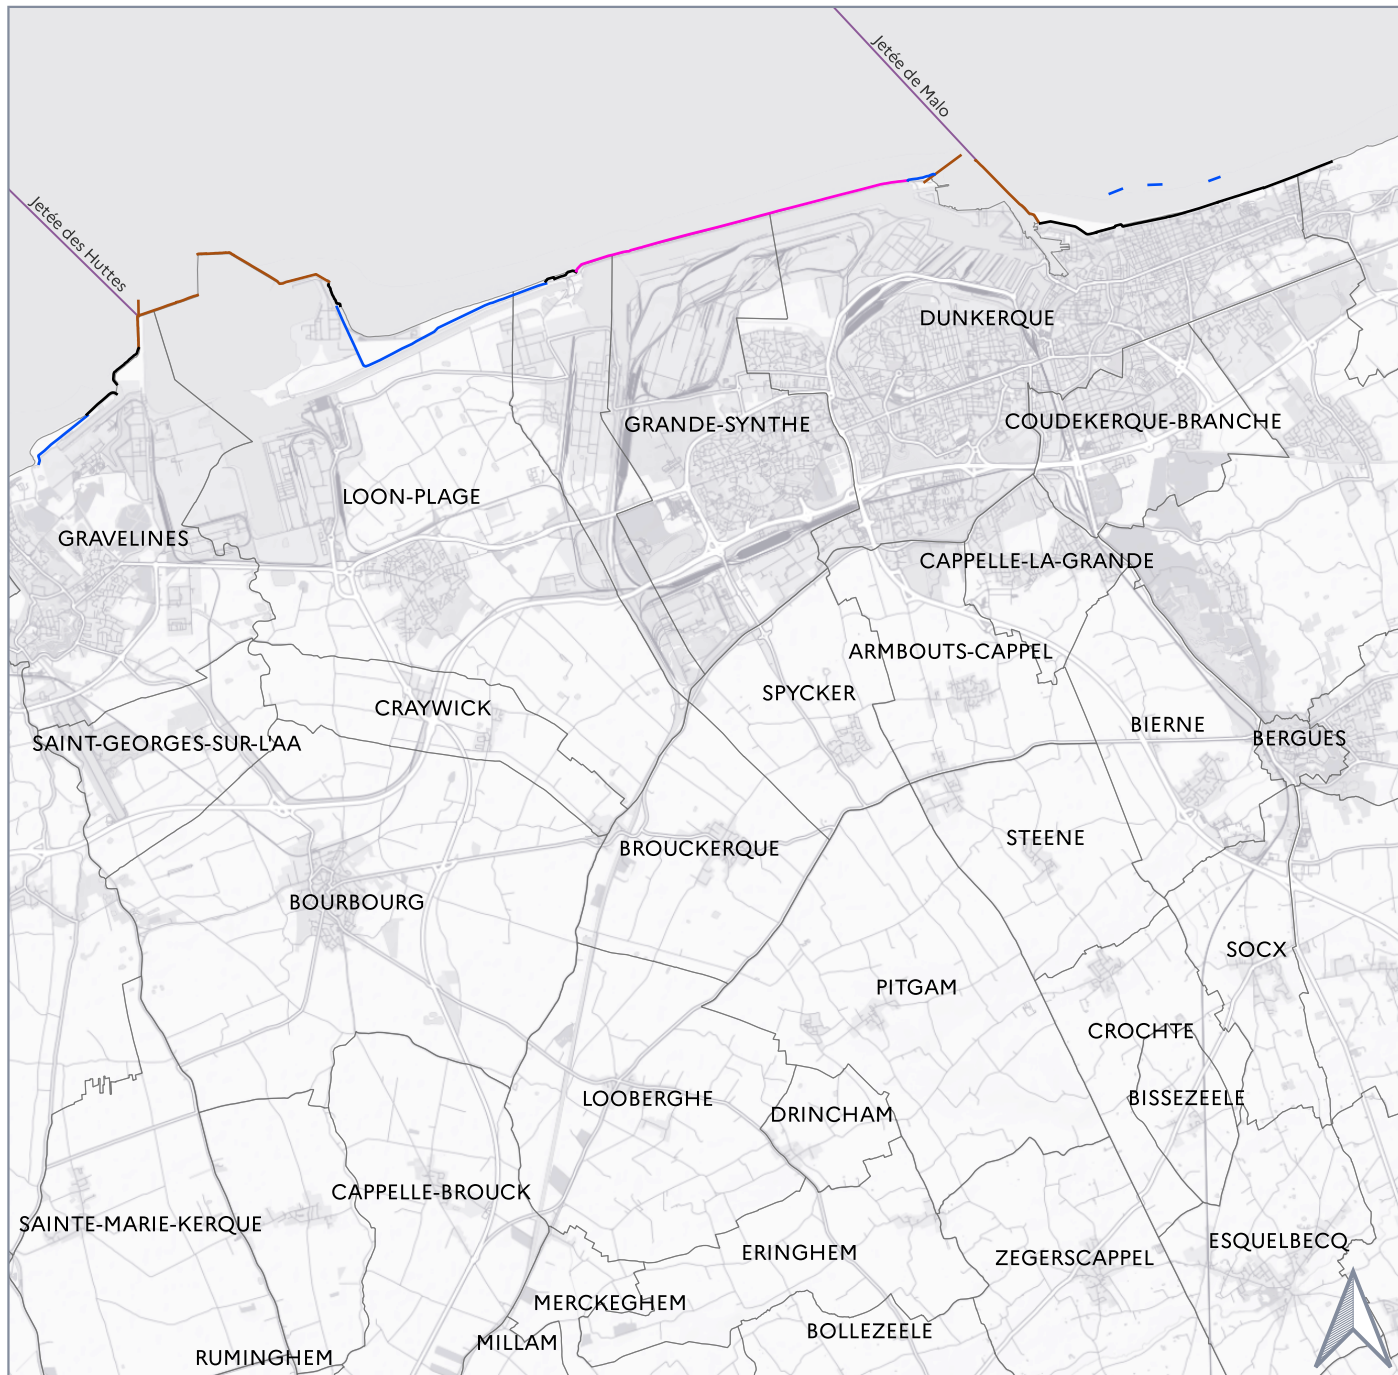 Jetée de Malo
Jetée des Huttes
DUNKERQUE
GRANDE-SYNTHE
COUDEKERQUE-BRANCHE
LOON-PLAGE
GRAVELINES
CAPPELLE-LA-GRANDE
ARMBOUTS-CAPPEL
SPYCKER
CRAYWICK
BIERNE
BERGUES
SAINT-GEORGES-SUR-L'AA
STEENE
BROUCKERQUE
BOURBOURG
SOCX
PITGAM
CROCHTE
BISSEZEELE
LOOBERGHE
DRINCHAM
CAPPELLE-BROUCK
SAINTE-MARIE-KERQUE
ESQUELBECQ
ERINGHEM
ZEGERSCAPPEL
MERCKEGHEM
BOLLEZEELE
MILLAM
RUMINGHEM